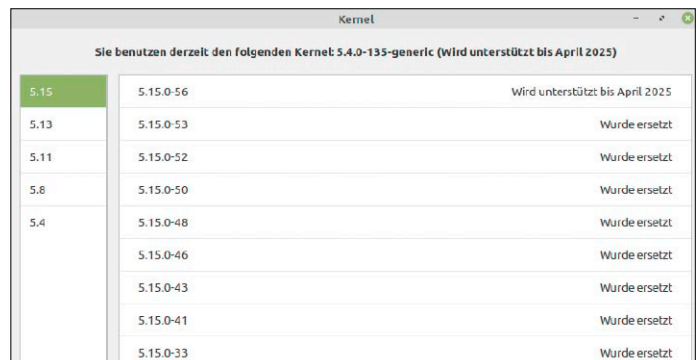 Kernel
Sie benutzen derzeit den folgenden Kernel: 5.4.0-135-generic (Wird unterstützt bis April 2025)
5.15
5.13
5.11
5.8
5.4
5.15.0-56 Wird unterstützt bis April 2025
5.15.0-53 Wurde ersetzt
5.15.0-52 Wurde ersetzt
5.15.0-50 Wurde ersetzt
5.15.0-48 Wurde ersetzt
5.15.0-46 Wurde ersetzt
5.15.0-43 Wurde ersetzt
5.15.0-41 Wurde ersetzt
5.15.0-33 Wurde ersetzt